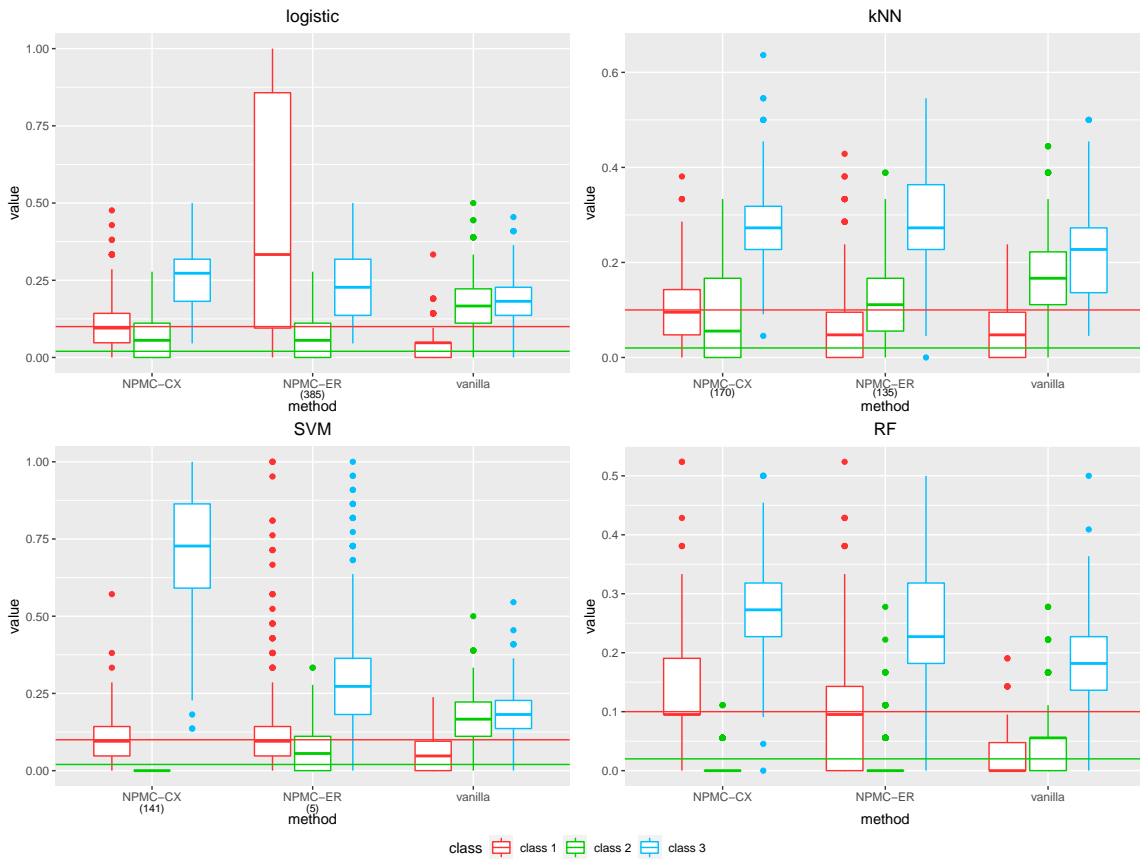 logistic
value
1.00
0.75
0.50
0.25
0.00
NPMC−CX
NPMC−ER
vanilla
(385)
method
kNN
value
0.6
0.4
0.2
0.0
NPMC−CX
NPMC−ER
vanilla
(170)
(135)
method
SVM
value
1.00
0.75
0.50
0.25
0.00
NPMC−CX
NPMC−ER
vanilla
(141)
(5)
method
RF
value
0.5
0.4
0.3
0.2
0.1
0.0
NPMC−CX
NPMC−ER
vanilla
method
class class 1 class 2 class 3